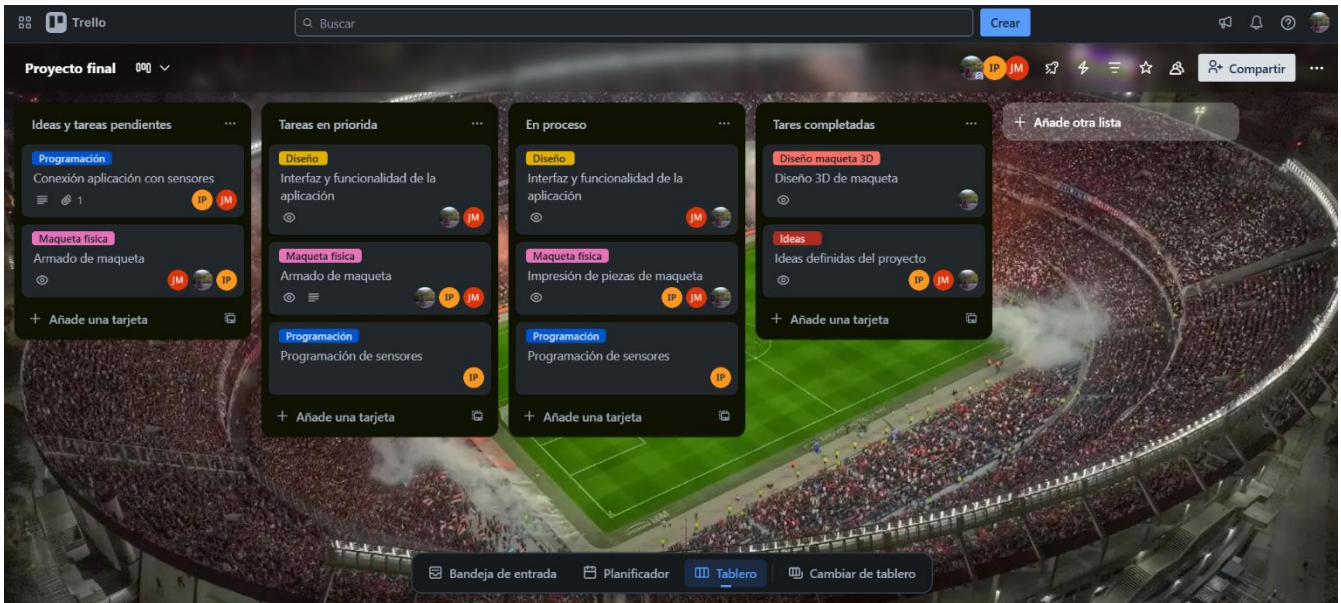 Trello
Buscar
Crear
Proyecto final
IP
JM
Compartir
Ideas y tareas pendientes
Programación
Conexión aplicación con sensores
1
IP
JM
Maqueta física
Armado de maqueta
JM
IP
Añade una tarjeta
Tareas en priorida
Diseño
Interfaz y funcionalidad de la
aplicación
JM
Maqueta física
Armado de maqueta
IP
JM
Programación
Programación de sensores
IP
Añade una tarjeta
En proceso
Diseño
Interfaz y funcionalidad de la
aplicación
JM
Maqueta física
Impresión de piezas de maqueta
IP
JM
Programación
Programación de sensores
IP
Añade una tarjeta
Tares completadas
Diseño maqueta 3D
Diseño 3D de maqueta
Ideas
Ideas definidas del proyecto
IP
JM
Añade una tarjeta
Añade otra lista
Bandeja de entrada
Planificador
Tablero
Cambiar de tablero